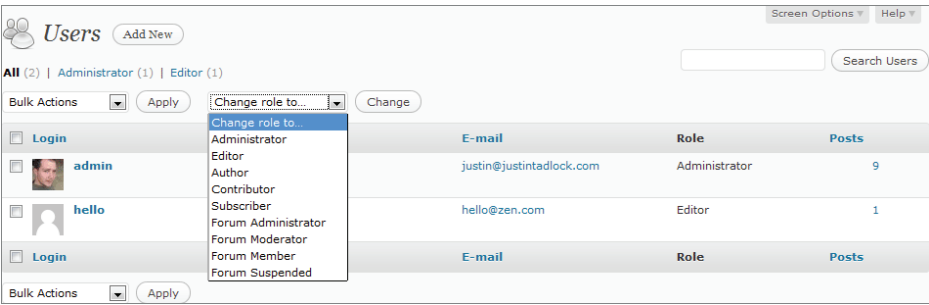 Screen Options Help
Users Add New
Search Users
All (2) | Administrator (1) | Editor (1)
Bulk Actions Apply Change role to... Change
Change role to...
Administrator
Editor
Author
Contributor
Subscriber
Forum Administrator
Forum Moderator
Forum Member
Forum Suspended
Login E-mail Role Posts
admin justin@justintadlock.com Administrator 9
hello hello@zen.com Editor 1
Login E-mail Role Posts
Bulk Actions Apply